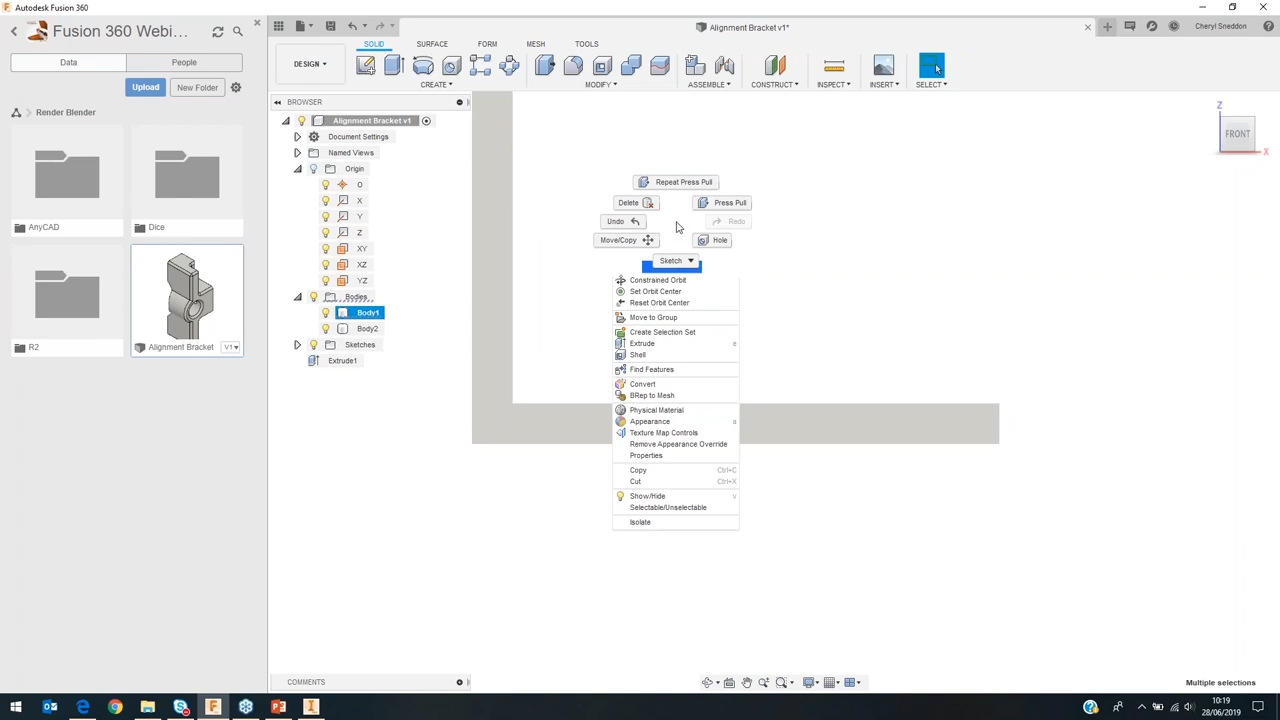 Autodesk Fusion 360
Fusion 360 Webi...
Alignment Bracket v1*
Cheryl Sneddon
Data
People
Upload
New Folder
Render Blender
AnyCAD
Dice
R2
Alignment Bracket
V1
DESIGN
SOLID
SURFACE
FORM
MESH
TOOLS
CREATE
MODIFY
ASSEMBLE
CONSTRUCT
INSPECT
INSERT
SELECT
BROWSER
Alignment Bracket v1
Document Settings
Named Views
Origin
O
X
Y
Z
XY
XZ
YZ
Bodies
Body1
Body2
Sketches
Extrude1
Z
FRONT
X
Repeat Press Pull
Delete
Press Pull
Undo
Redo
Move/Copy
Hole
Sketch
Constrained Orbit
Set Orbit Center
Reset Orbit Center
Move to Group
Create Selection Set
Extrude e
Shell
Find Features
Convert
BRep to Mesh
Physical Material
Appearance a
Texture Map Controls
Remove Appearance Override
Properties
Copy Ctrl+C
Cut Ctrl+X
Show/Hide v
Selectable/Unselectable
Isolate
COMMENTS
Multiple selections
10:19
28/06/2019